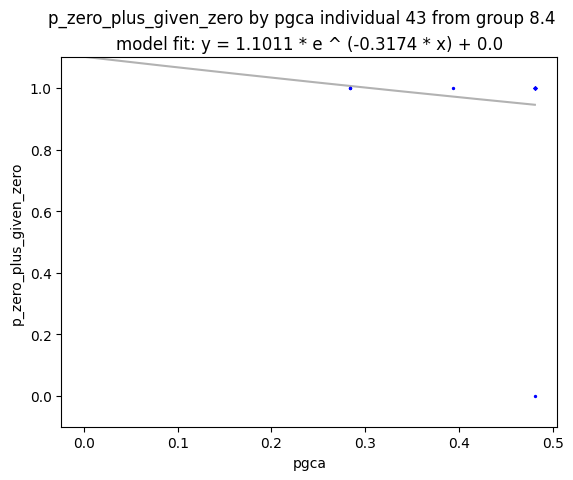 p_zero_plus_given_zero by pgca individual 43 from group 8.4
model fit: y = 1.1011 * e ^ (-0.3174 * x) + 0.0
1.0
0.8
0.6
0.4
0.2
0.0
p_zero_plus_given_zero
0.0 0.1 0.2 0.3 0.4 0.5
pgca